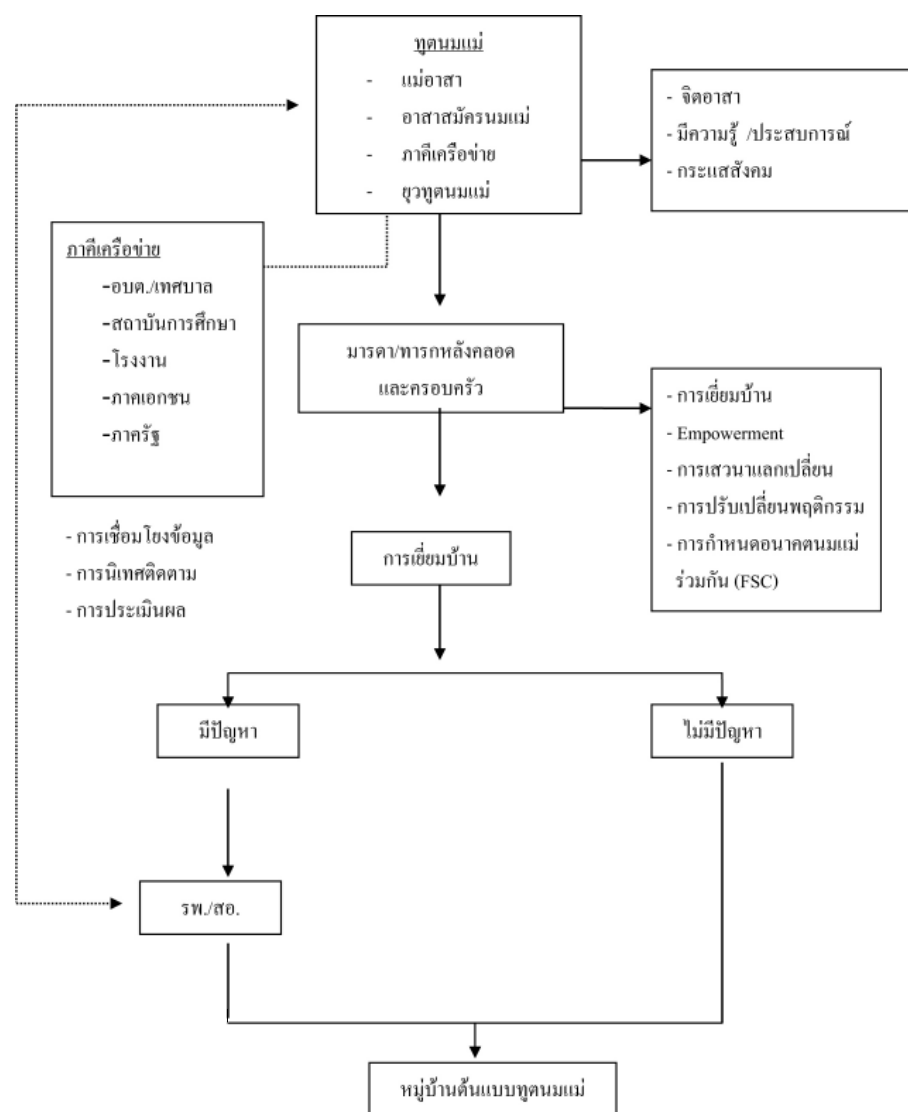 ทูตนมแม่
- แม่อาสา
- อาสาสมัครนมแม่
- ภาคีเครือข่าย
- ยุวทูตนมแม่
- จิตอาสา
- มีความรู้ /ประสบการณ์
- กระแสสังคม
ภาคีเครือข่าย
-อบต./เทศบาล
-สถาบันการศึกษา
-โรงงาน
-ภาคเอกชน
-ภาครัฐ
มารดา/ทารกหลังคลอด
และครอบครัว
- การเยี่ยมบ้าน
- Empowerment
- การเสวนาแลกเปลี่ยน
- การปรับเปลี่ยนพฤติกรรม
- การกำหนดอนาคตนมแม่
ร่วมกัน (FSC)
- การเชื่อมโยงข้อมูล
- การนิเทศติดตาม
- การประเมินผล
การเยี่ยมบ้าน
มีปัญหา
ไม่มีปัญหา
รพ./สอ.
หมู่บ้านต้นแบบทูตนมแม่